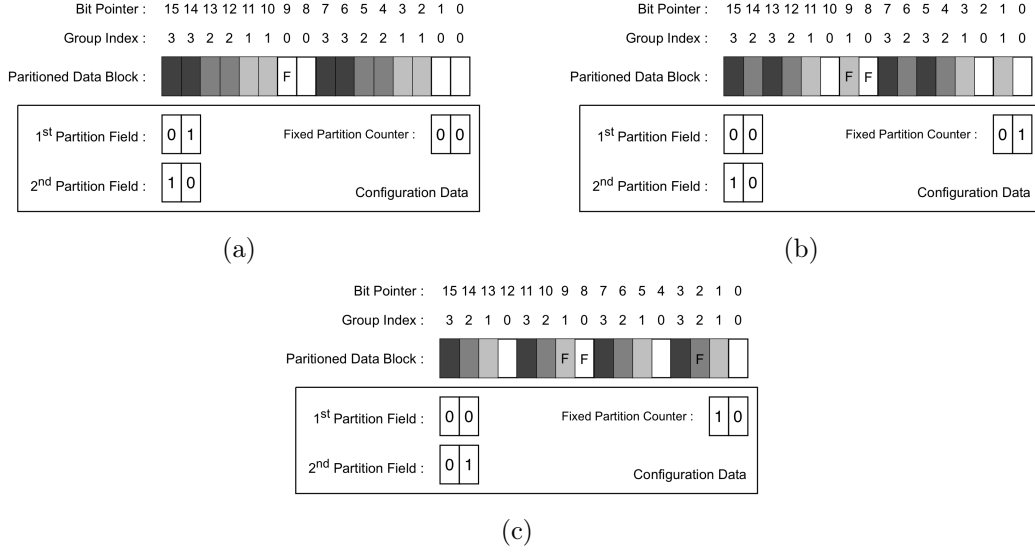 Bit Pointer : 15 14 13 12 11 10 9 8 7 6 5 4 3 2 1 0
Group Index : 3 3 2 2 1 1 0 0 3 3 2 2 1 1 0 0
Paritioned Data Block : F
1st Partition Field : 0 1 Fixed Partition Counter : 0 0
2nd Partition Field : 1 0
Configuration Data
(a)
Bit Pointer : 15 14 13 12 11 10 9 8 7 6 5 4 3 2 1 0
Group Index : 3 2 3 2 1 0 1 0 3 2 3 2 1 0 1 0
Paritioned Data Block : F F
1st Partition Field : 0 0 Fixed Partition Counter : 0 1
2nd Partition Field : 1 0
Configuration Data
(b)
Bit Pointer : 15 14 13 12 11 10 9 8 7 6 5 4 3 2 1 0
Group Index : 3 2 1 0 3 2 1 0 3 2 1 0 3 2 1 0
Paritioned Data Block : F F F
1st Partition Field : 0 0 Fixed Partition Counter : 1 0
2nd Partition Field : 0 1
Configuration Data
(c)